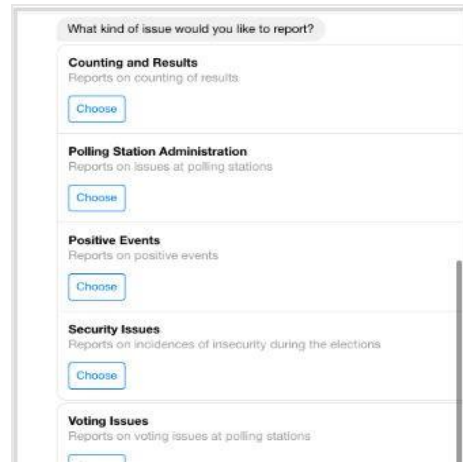 What kind of issue would you like to report?
Counting and Results
Reports on counting of results
Choose
Polling Station Administration
Reports on issues at polling stations
Choose
Positive Events
Reports on positive events
Choose
Security Issues
Reports on incidences of insecurity during the elections
Choose
Voting Issues
Reports on voting issues at polling stations